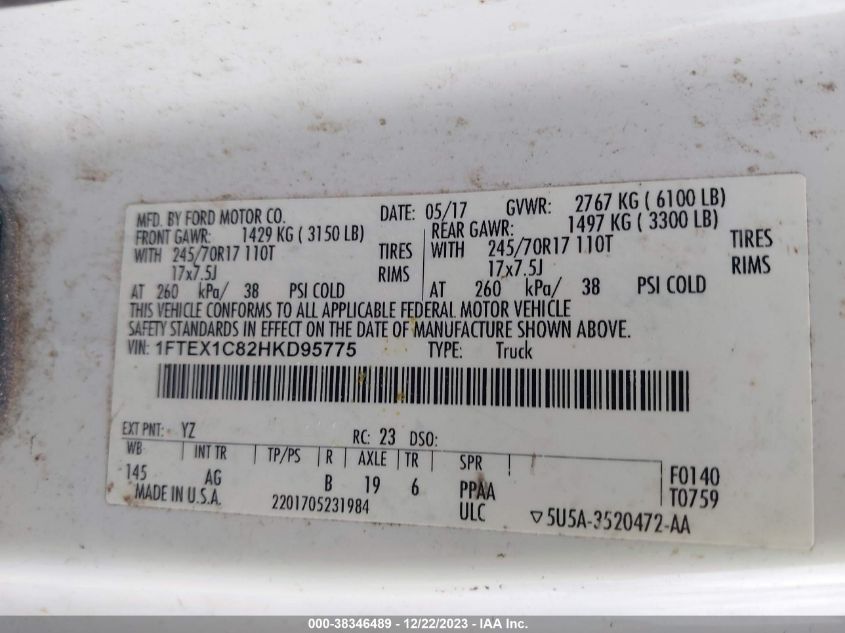 MFD. BY FORD MOTOR CO. DATE: 05/17 GVWR: 2767 KG ( 6100 LB)
FRONT GAWR: 1429 KG ( 3150 LB) REAR GAWR: 1497 KG ( 3300 LB)
WITH 245/70R17 110T TIRES WITH 245/70R17 110T TIRES
17x7.5J RIMS 17x7.5J RIMS
AT 260 kPa/ 38 PSI COLD AT 260 kPa/ 38 PSI COLD
THIS VEHICLE CONFORMS TO ALL APPLICABLE FEDERAL MOTOR VEHICLE
SAFETY STANDARDS IN EFFECT ON THE DATE OF MANUFACTURE SHOWN ABOVE.
VIN: 1FTEX1C82HKD95775 TYPE: Truck
EXT PNT: YZ RC: 23 DSO:
WB INT TR TP/PS R AXLE TR SPR
145 AG B 19 6 PPAA F0140
MADE IN U.S.A. 2201705231984 ULC T0759
▽5U5A-3520472-AA
000-38346489 - 12/22/2023 - IAA Inc.